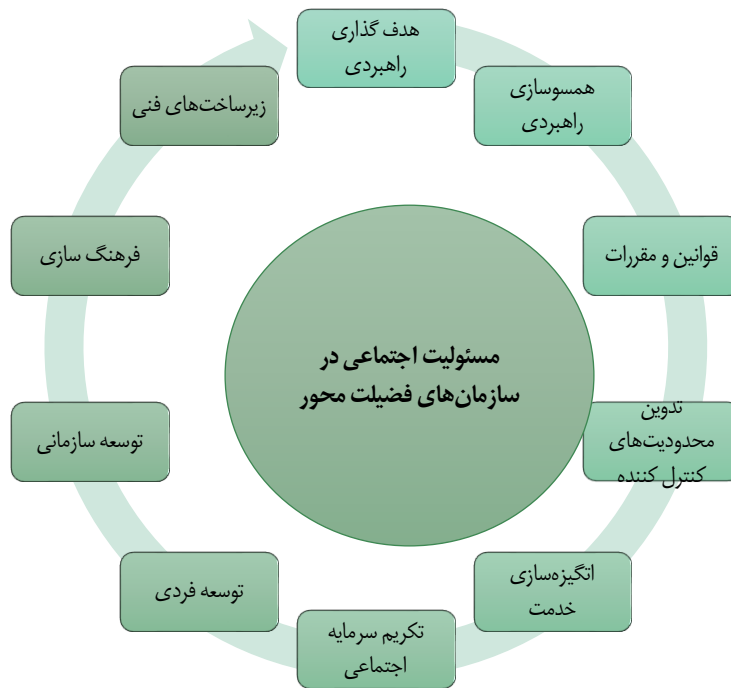 هدف گذاری
راهبردی
همسوسازی
راهبردی
قوانین و مقررات
تدوین
محدودیت‌های
کنترل کننده
اتگیزه‌سازی
خدمت
تکریم سرمایه
اجتماعی
توسعه فردی
توسعه سازمانی
فرهنگ سازی
زیرساخت‌های فنی
مسئولیت اجتماعی در
سازمان‌های فضیلت محور